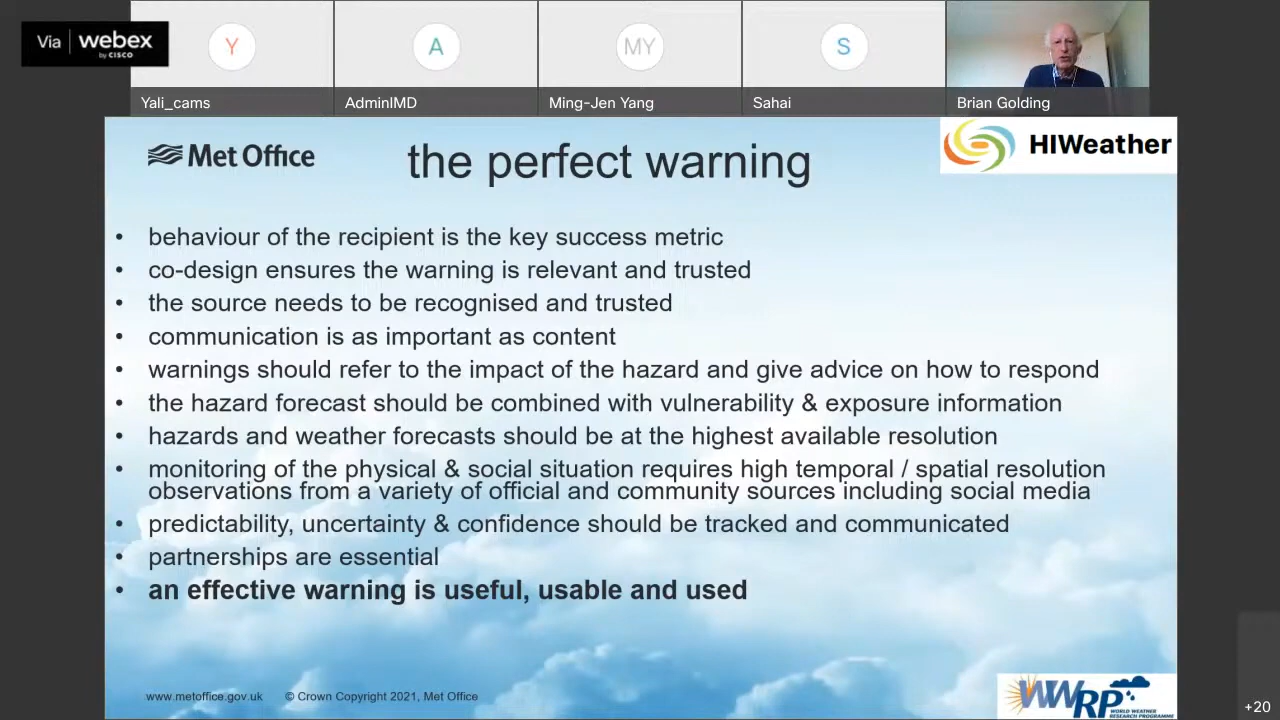 Via webex
by CISCO
Y
A
MY
S
Yali_cams
AdminIMD
Ming-Jen Yang
Sahai
Brian Golding
Met Office
the perfect warning
HIWeather
• behaviour of the recipient is the key success metric
• co-design ensures the warning is relevant and trusted
• the source needs to be recognised and trusted
• communication is as important as content
• warnings should refer to the impact of the hazard and give advice on how to respond
• the hazard forecast should be combined with vulnerability & exposure information
• hazards and weather forecasts should be at the highest available resolution
• monitoring of the physical & social situation requires high temporal / spatial resolution
observations from a variety of official and community sources including social media
• predictability, uncertainty & confidence should be tracked and communicated
• partnerships are essential
• an effective warning is useful, usable and used
www.metoffice.gov.uk © Crown Copyright 2021, Met Office
WWRP
WORLD WEATHER
RESEARCH PROGRAMME
+20